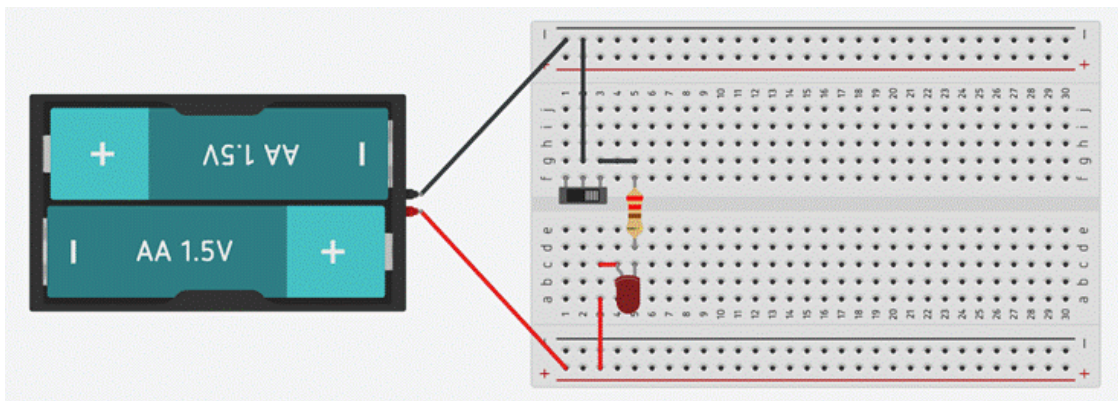 AA 1.5V
+ −
− AA 1.5V +
− −
+ +
1 2 3 4 5 6 7 8 9 10 11 12 13 14 15 16 17 18 19 20 21 22 23 24 25 26 27 28 29 30
j j
i i
h h
g g
f f
e e
d d
c c
b b
a a
1 2 3 4 5 6 7 8 9 10 11 12 13 14 15 16 17 18 19 20 21 22 23 24 25 26 27 28 29 30
− −
+ +